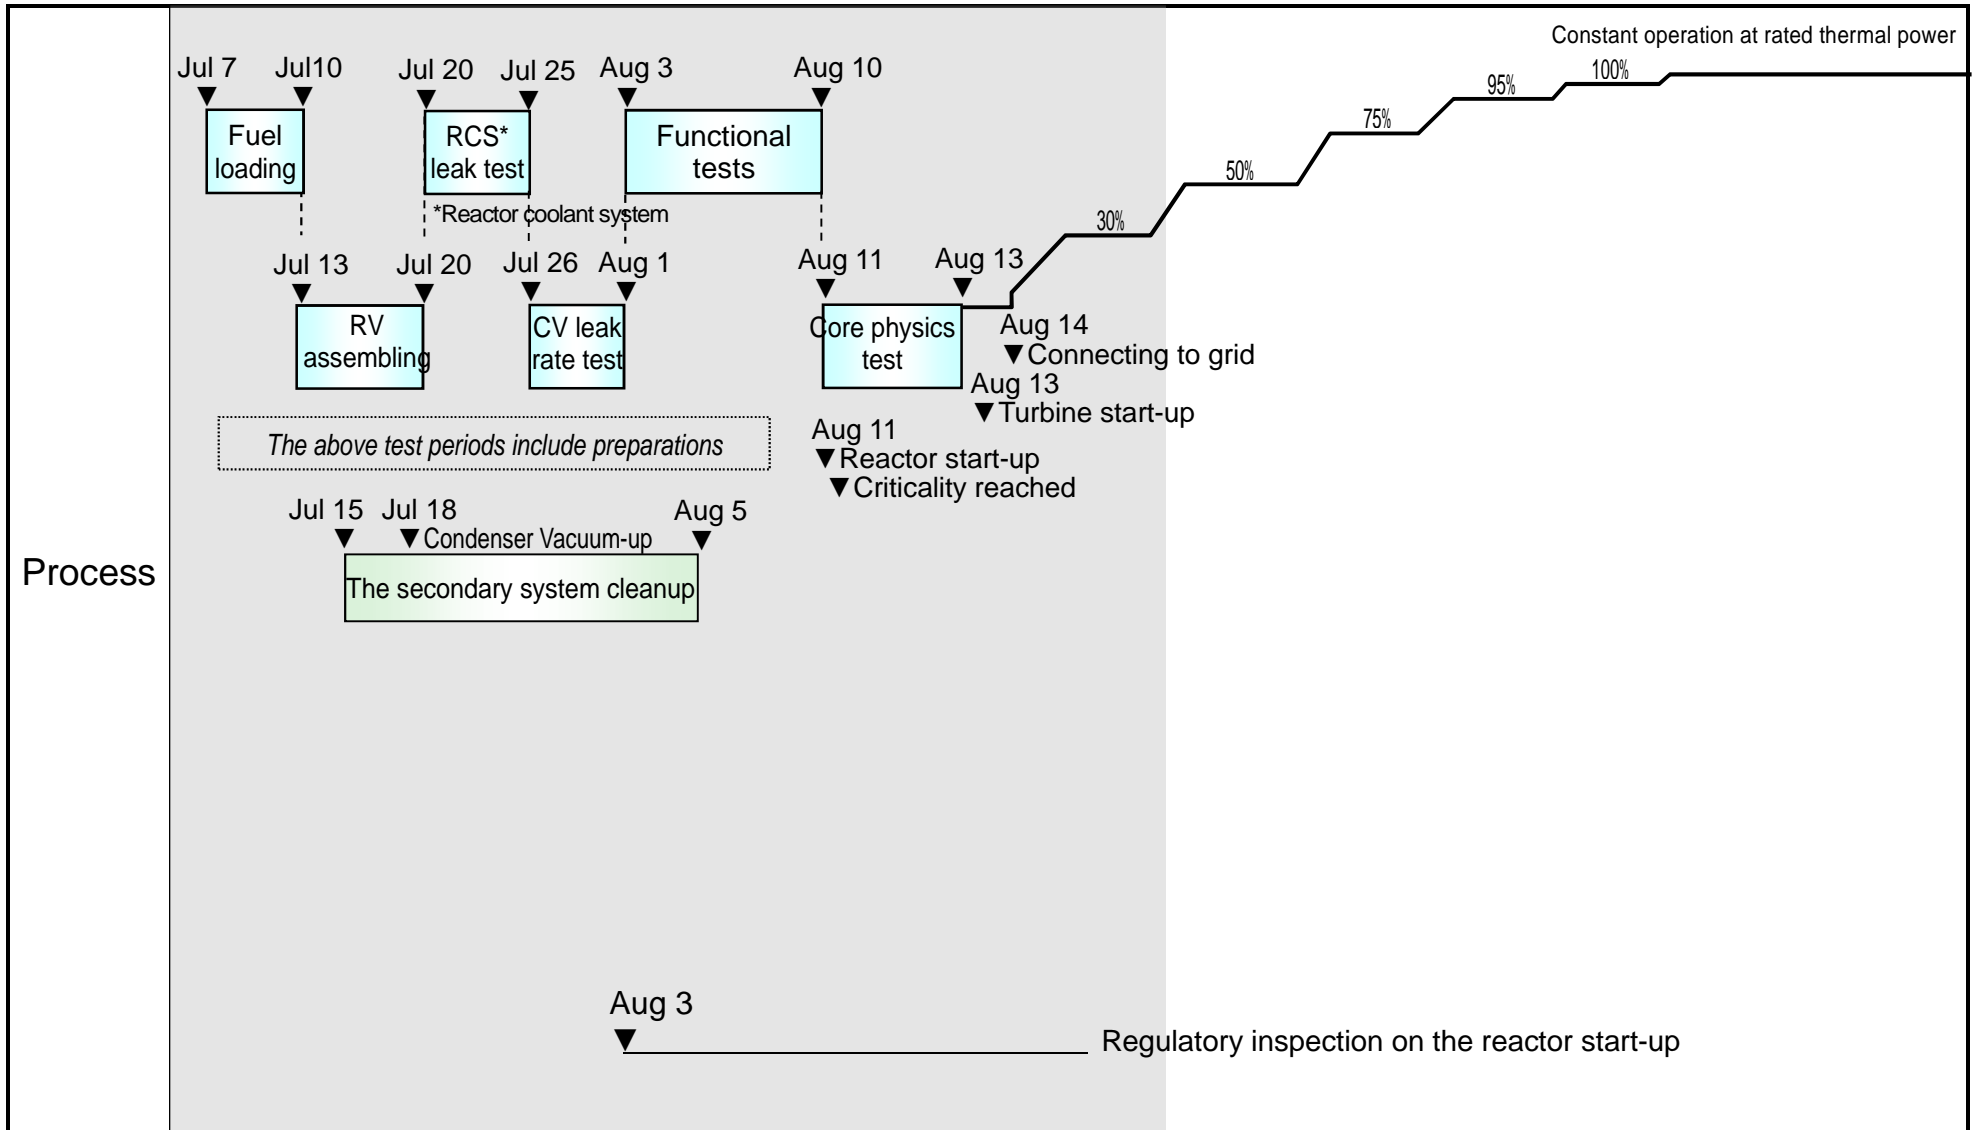 Constant operation at rated thermal power
100%
95%
75%
50%
30%
Jul 7
Jul10
Jul 20
Jul 25
Aug 3
Aug 10
▼
▼
▼
▼
▼
▼
Fuel
loading
RCS*
leak test
Functional
tests
*Reactor coolant system
Jul 13
Jul 20
Jul 26
Aug 1
Aug 11
Aug 13
▼
▼
▼
▼
▼
▼
RV
assembling
CV leak
rate test
Core physics
test
Aug 14
▼Connecting to grid
Aug 13
▼Turbine start-up
The above test periods include preparations
Aug 11
▼Reactor start-up
▼Criticality reached
Jul 15
Jul 18
Aug 5
▼
▼Condenser Vacuum-up
▼
The secondary system cleanup
Process
Aug 3
▼
Regulatory inspection on the reactor start-up